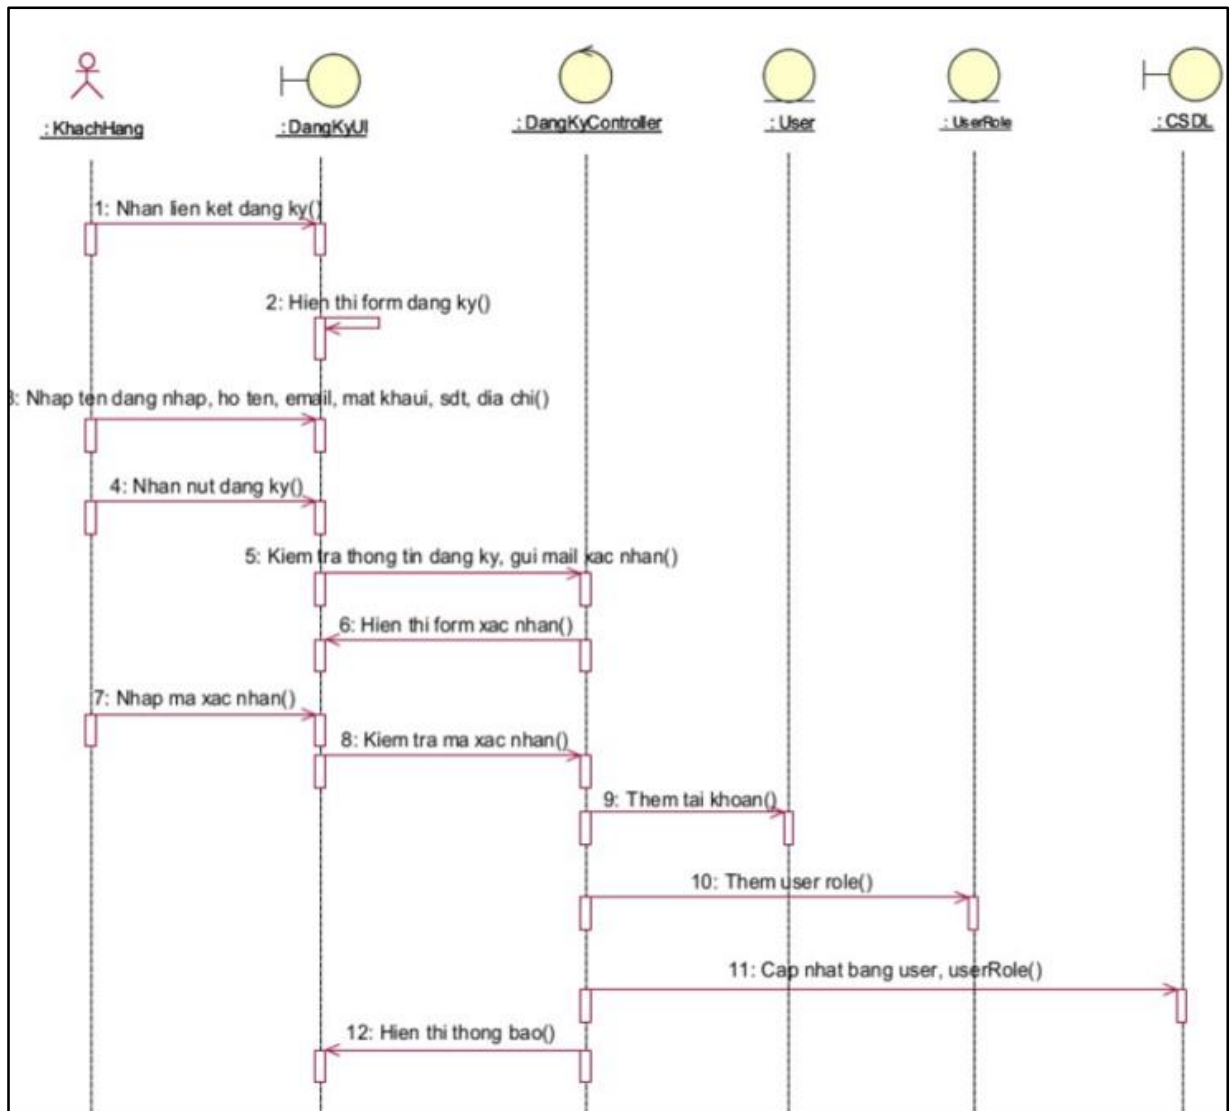 : KhachHang
: DangKyUI
: DangKyController
: User
: UserRole
: CSDL
1: Nhan lien ket dang ky()
2: Hien thi form dang ky()
3: Nhap ten dang nhap, ho ten, email, mat khaui, sdt, dia chi()
4: Nhan nut dang ky()
5: Kiem tra thong tin dang ky, gui mail xac nhan()
6: Hien thi form xac nhan()
7: Nhap ma xac nhan()
8: Kiem tra ma xac nhan()
9: Them tai khoan()
10: Them user role()
11: Cap nhat bang user, userRole()
12: Hien thi thong bao()